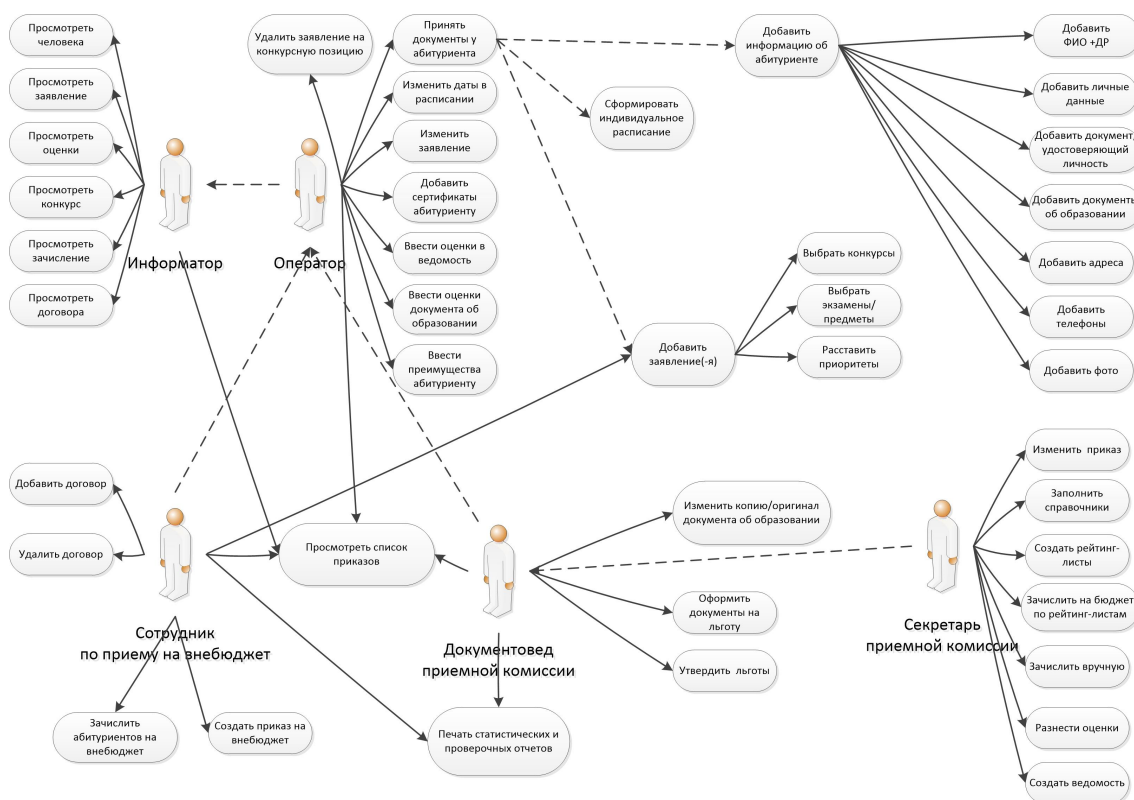 Просмотреть
человека
Просмотреть
заявление
Просмотреть
оценки
Просмотреть
конкурс
Просмотреть
зачисление
Просмотреть
договора
Информатор
Удалить заявление на
конкурсную позицию
Оператор
Принять
документы у
абитуриента
Изменить даты в
расписании
Изменить
заявление
Добавить
сертификаты
абитуриенту
Ввести оценки в
ведомость
Ввести оценки
документа об
образовании
Ввести
преимущества
абитуриенту
Сформировать
индивидуальное
расписание
Добавить
информацию об
абитуриенте
Добавить
ФИО +ДР
Добавить личные
данные
Добавить документ,
удостоверяющий
личность
Добавить документы
об образовании
Добавить адреса
Добавить
телефоны
Добавить фото
Выбрать конкурсы
Выбрать
экзамены/
предметы
Расставить
приоритеты
Добавить
заявление(-я)
Добавить договор
Удалить договор
Сотрудник
по приему на внебюджет
Зачислить
абитуриентов на
внебюджет
Создать приказ на
внебюджет
Просмотреть список
приказов
Документовед
приемной комиссии
Печать статистических и
проверочных отчетов
Изменить копию/оригинал
документа об образовании
Оформить
документы на
льготу
Утвердить льготы
Секретарь
приемной комиссии
Изменить приказ
Заполнить
справочники
Создать рейтинг-
листы
Зачислить на бюджет
по рейтинг-листам
Зачислить вручную
Разнести оценки
Создать ведомость